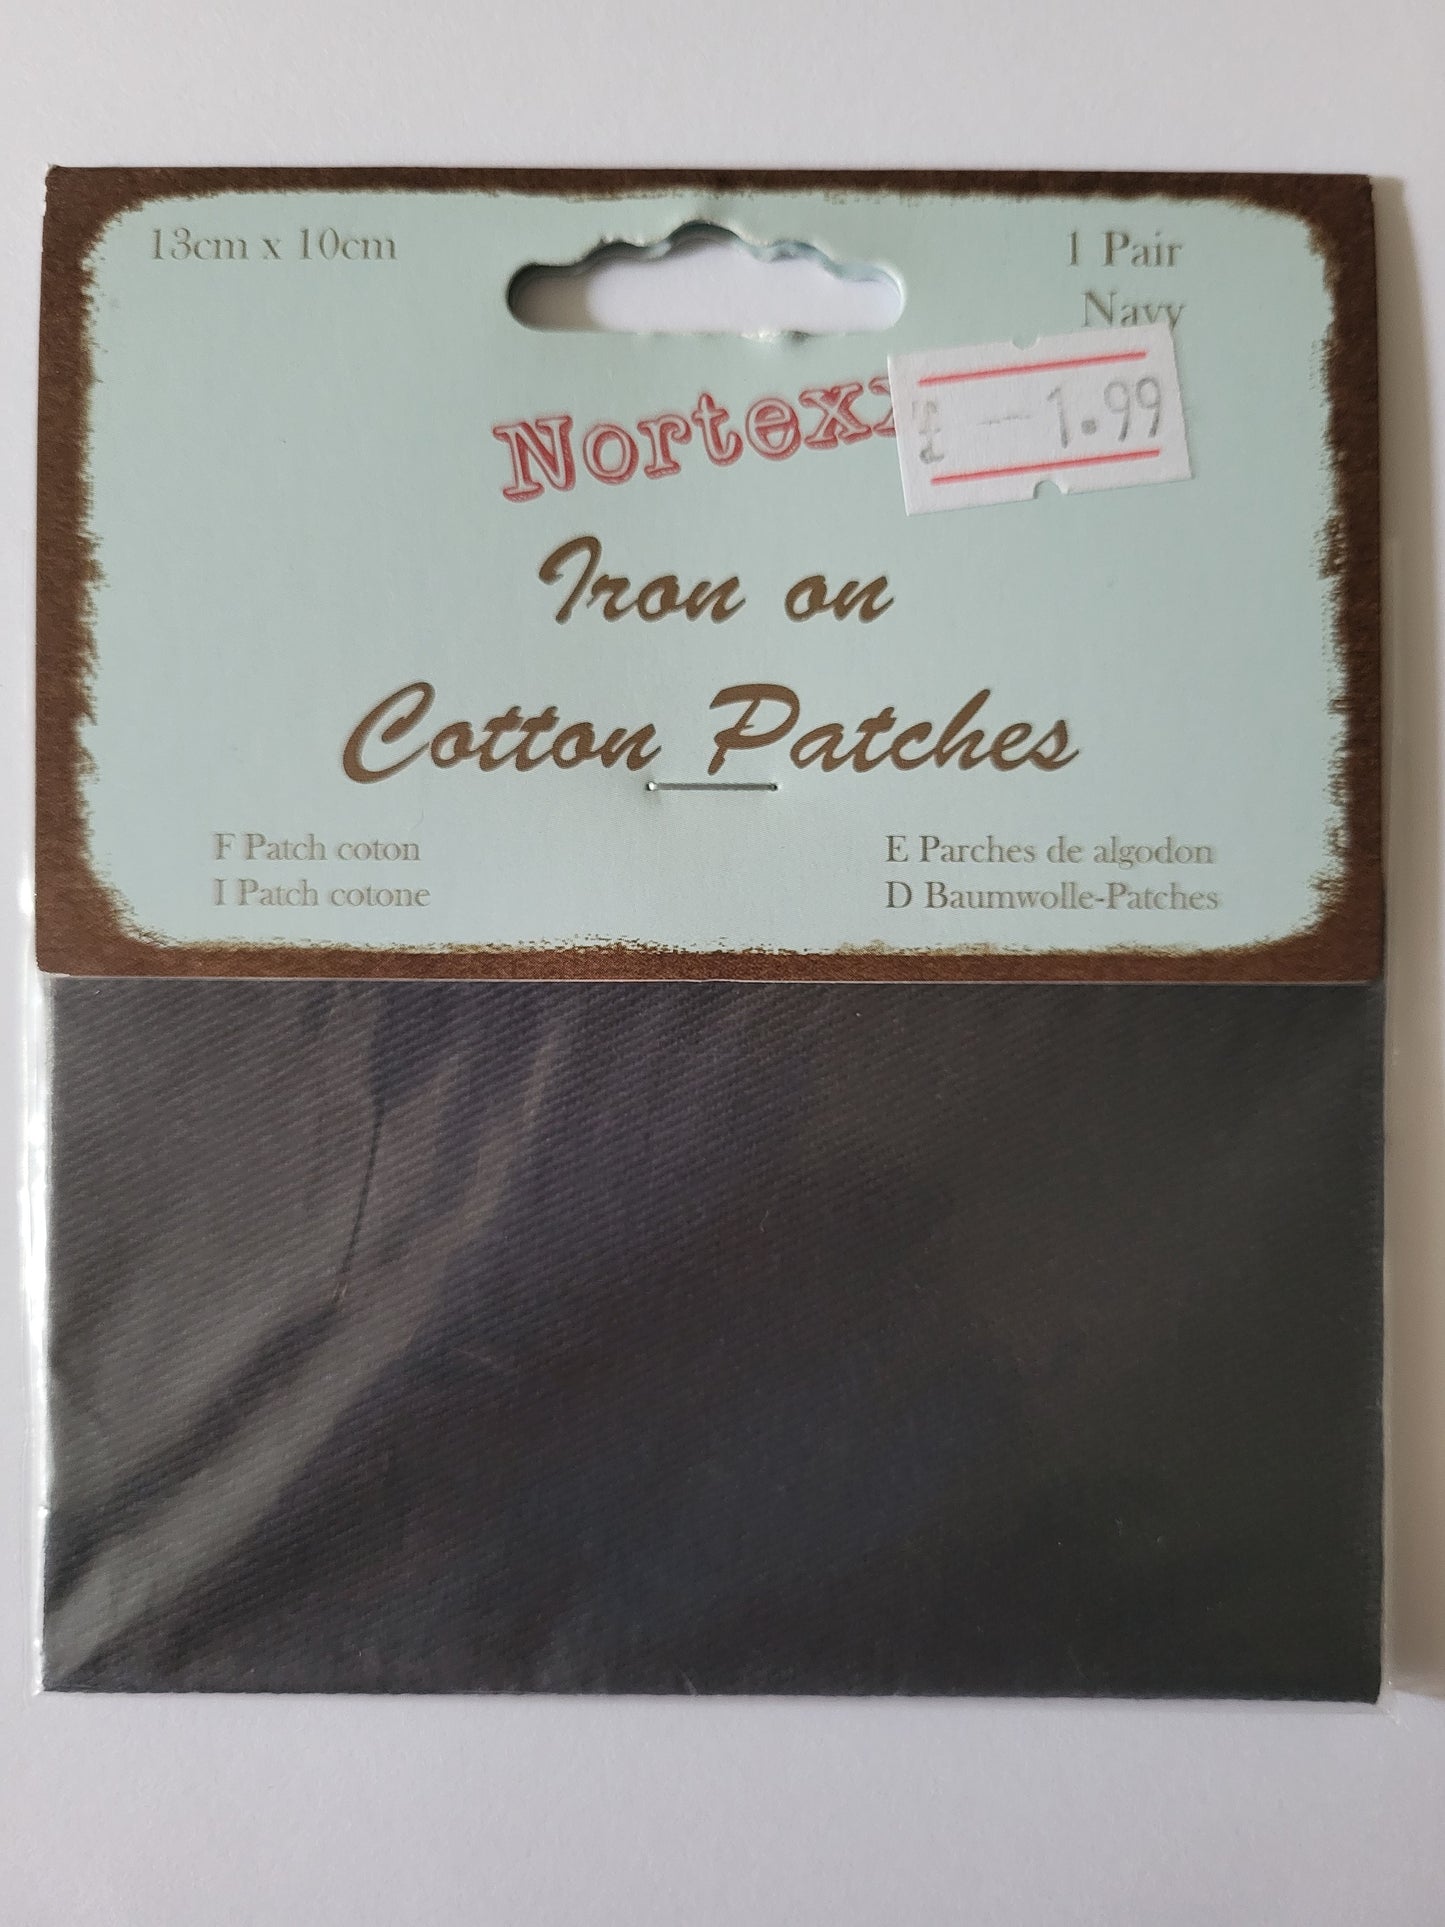 13cm x 10cm
1 Pair
Navy
£ - 1.99
Iron on
Cotton Patches
F Patch coton
I Patch cotone
E Parches de algodon
D Baumwolle-Patches